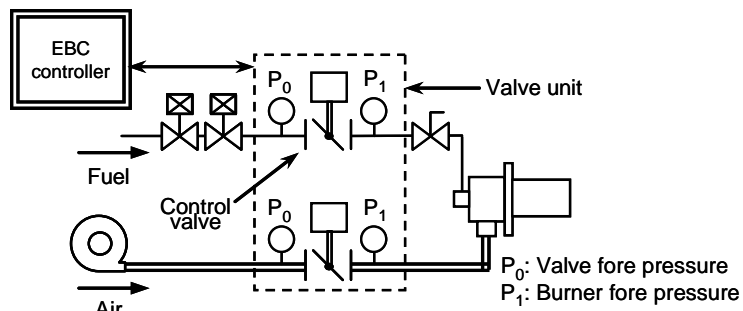 EBC
controller
P0
P1
Valve unit
Fuel
Control
valve
P0
P1
Air
P0: Valve fore pressure
P1: Burner fore pressure